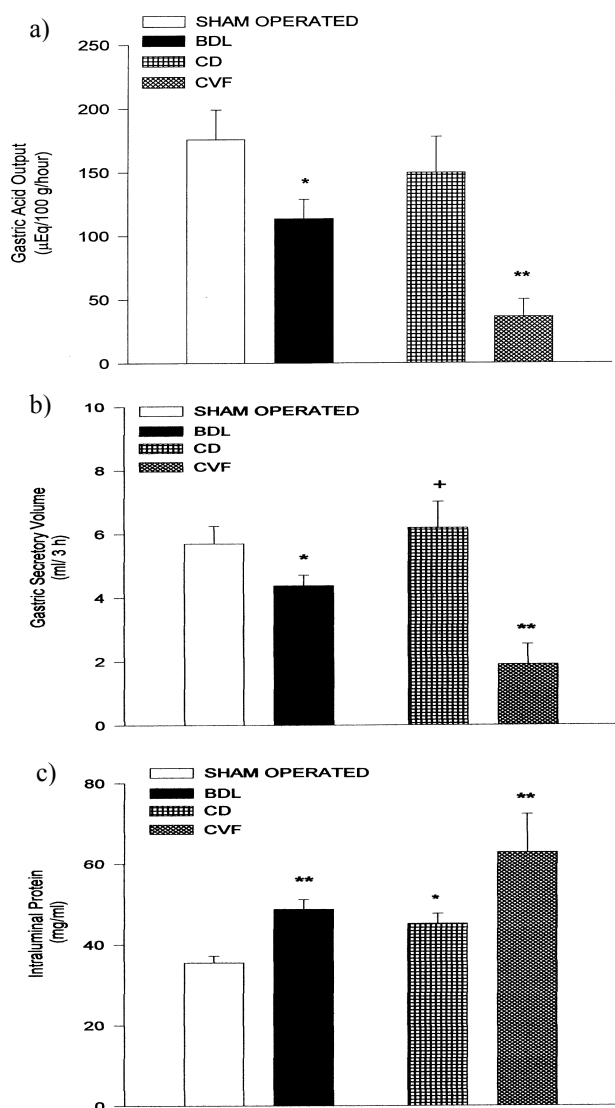 a)
SHAM OPERATED
BDL
CD
CVF
250
200
150
100
50
0
Gastric Acid Output
(µEq/100 g/hour)
*
**
b)
SHAM OPERATED
BDL
CD
CVF
10
8
6
4
2
0
Gastric Secretory Volume
(ml/ 3 h)
*
+
**
c)
SHAM OPERATED
BDL
CD
CVF
80
60
40
20
0
Intraluminal Protein
(mg/ml)
**
*
**